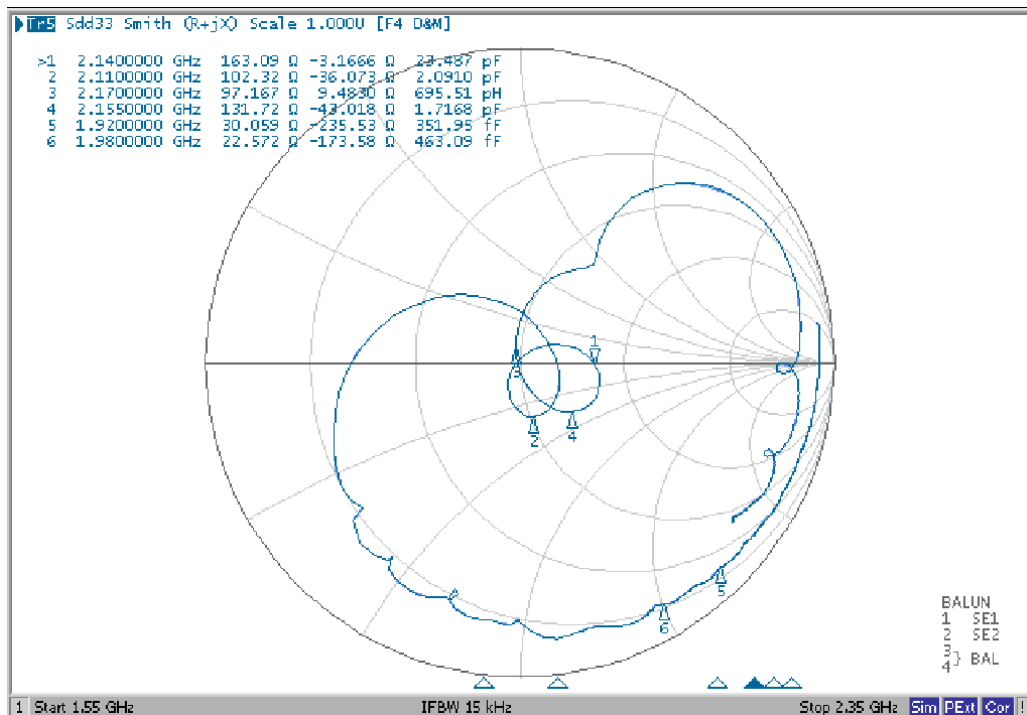 Tr5 Sdd33 Smith (R+jX) Scale 1.000U [F4 D&M]
>1 2.1400000 GHz 163.09 Ω -3.1666 Ω 23.487 pF
2 2.1100000 GHz 102.32 Ω -36.073 Ω 2.0910 pF
3 2.1700000 GHz 97.167 Ω 9.4830 Ω 695.51 pH
4 2.1550000 GHz 131.72 Ω -43.018 Ω 1.7168 pF
5 1.9200000 GHz 30.059 Ω -235.53 Ω 351.95 fF
6 1.9800000 GHz 22.572 Ω -173.58 Ω 463.09 fF
1
3
2
4
5
6
BALUN
1 SE1
2 SE2
3
4} BAL
1 Start 1.55 GHz IFBW 15 kHz Stop 2.35 GHz Sim PExt Cor !